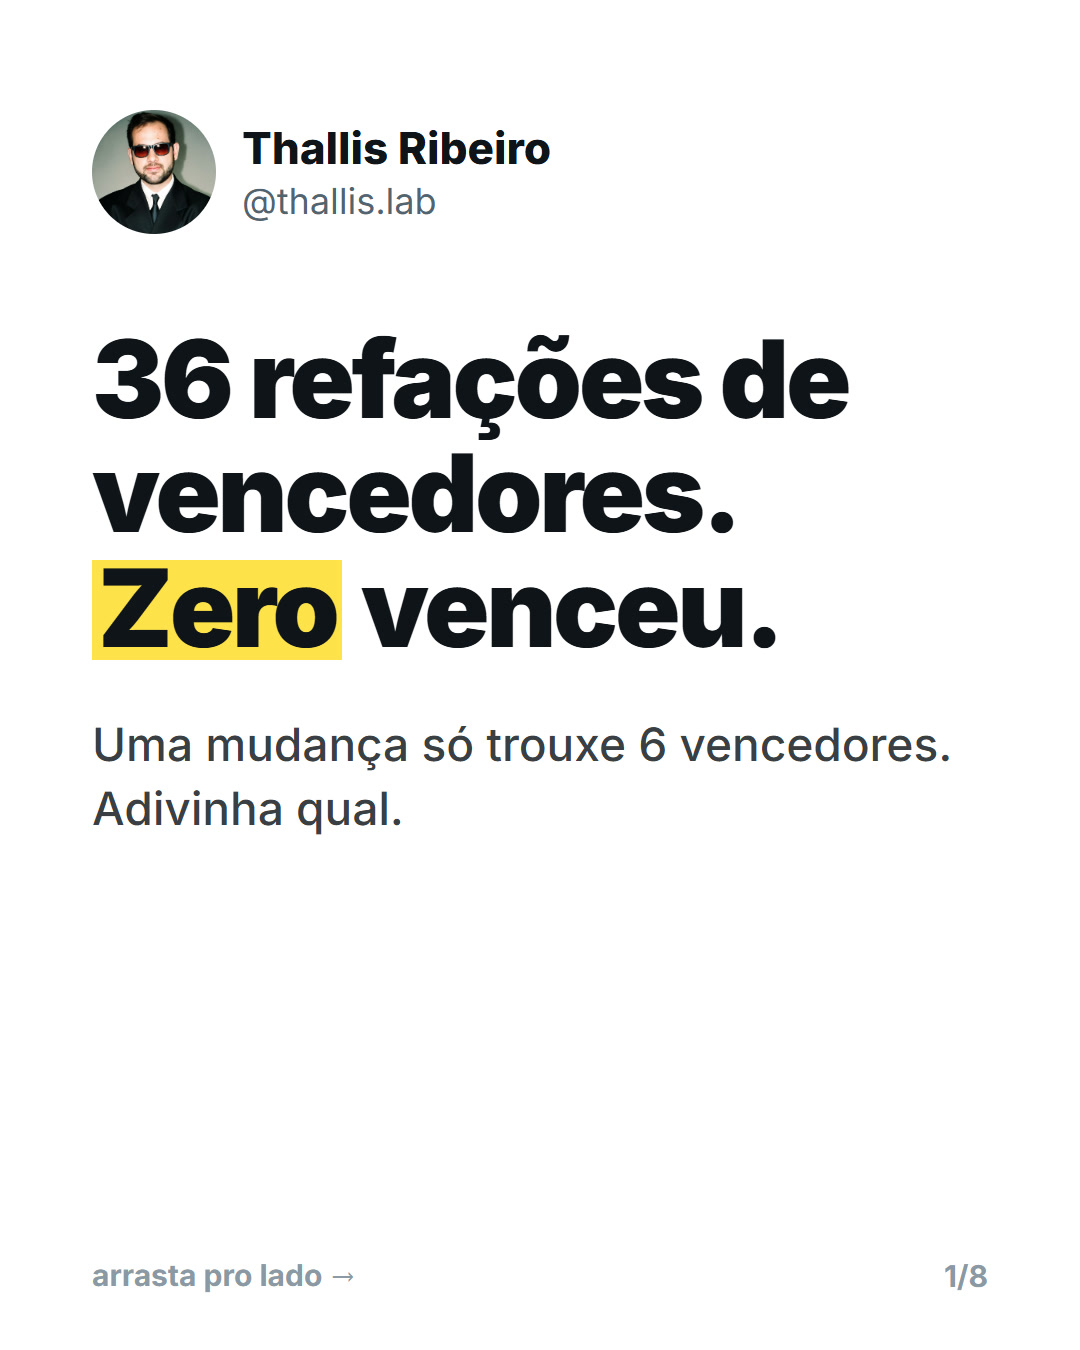 Thallis Ribeiro
@thallis.lab
36 refações de
vencedores.
Zero venceu.
Uma mudança só trouxe 6 vencedores.
Adivinha qual.
arrasta pro lado →
1/8